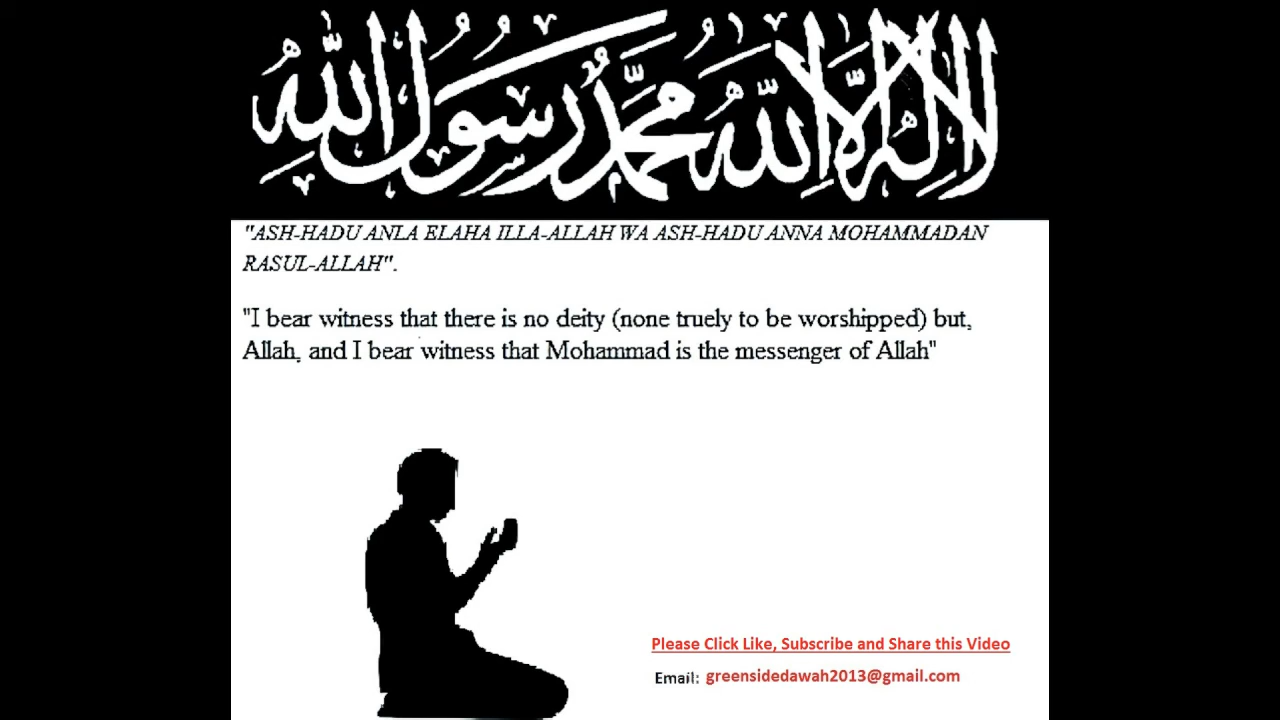 لا إله إلا الله محمد رسول الله
"ASH-HADU ANLA ELAHA ILLA-ALLAH WA ASH-HADU ANNA MOHAMMADAN
RASUL-ALLAH".
"I bear witness that there is no deity (none truely to be worshipped) but,
Allah, and I bear witness that Mohammad is the messenger of Allah"
Please Click Like, Subscribe and Share this Video
Email: greensidedawah2013@gmail.com